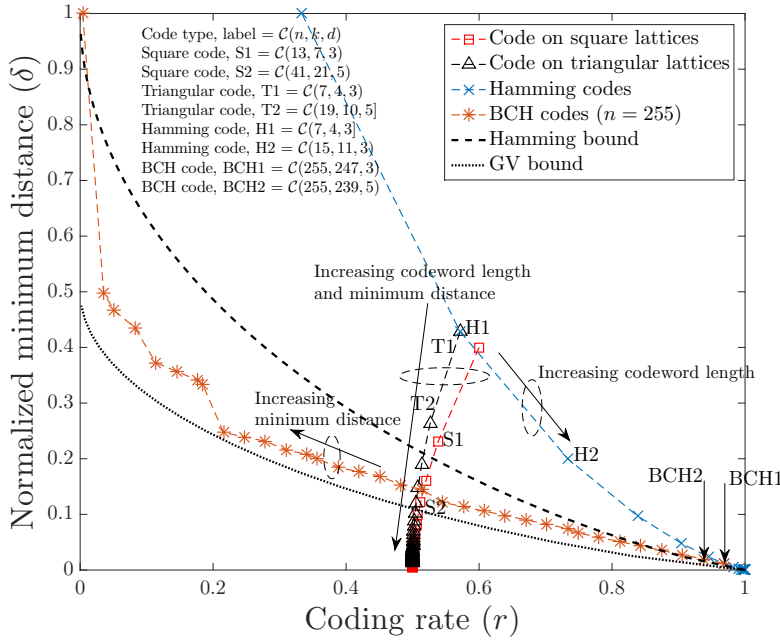 Code type, label = C(n, k, d)
Square code, S1 = C(13, 7, 3)
Square code, S2 = C(41, 21, 5)
Triangular code, T1 = C(7, 4, 3)
Triangular code, T2 = C(19, 10, 5]
Hamming code, H1 = C(7, 4, 3]
Hamming code, H2 = C(15, 11, 3)
BCH code, BCH1 = C(255, 247, 3)
BCH code, BCH2 = C(255, 239, 5)
Code on square lattices
Code on triangular lattices
Hamming codes
BCH codes (n = 255)
Hamming bound
GV bound
Increasing codeword length
and minimum distance
T1
H1
Increasing codeword length
T2
S1
Increasing
minimum distance
H2
BCH2
BCH1
S2
Normalized minimum distance (δ)
1
0.9
0.8
0.7
0.6
0.5
0.4
0.3
0.2
0.1
0
0
0.2
0.4
0.6
0.8
1
Coding rate (r)